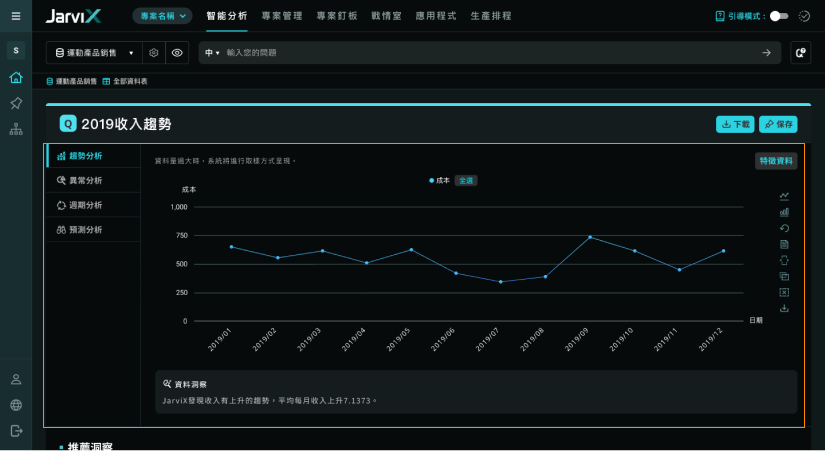 JarviX 專案名稱 智能分析 專案管理 專案釘板 戰情室 應用程式 生產排程 引導模式：
S 運動產品銷售 中 輸入您的問題
運動產品銷售 全部資料表
Q 2019收入趨勢 下載 保存
趨勢分析
異常分析
週期分析
預測分析
資料量過大時，系統將進行取樣方式呈現。 特徵資料
成本 全選
成本
1,000
750
500
250
0
日期
2019/01 2019/02 2019/03 2019/04 2019/05 2019/06 2019/07 2019/08 2019/09 2019/10 2019/11 2019/12
資料洞察
JarviX發現收入有上升的趨勢，平均每月收入上升7.1373。
推薦洞察